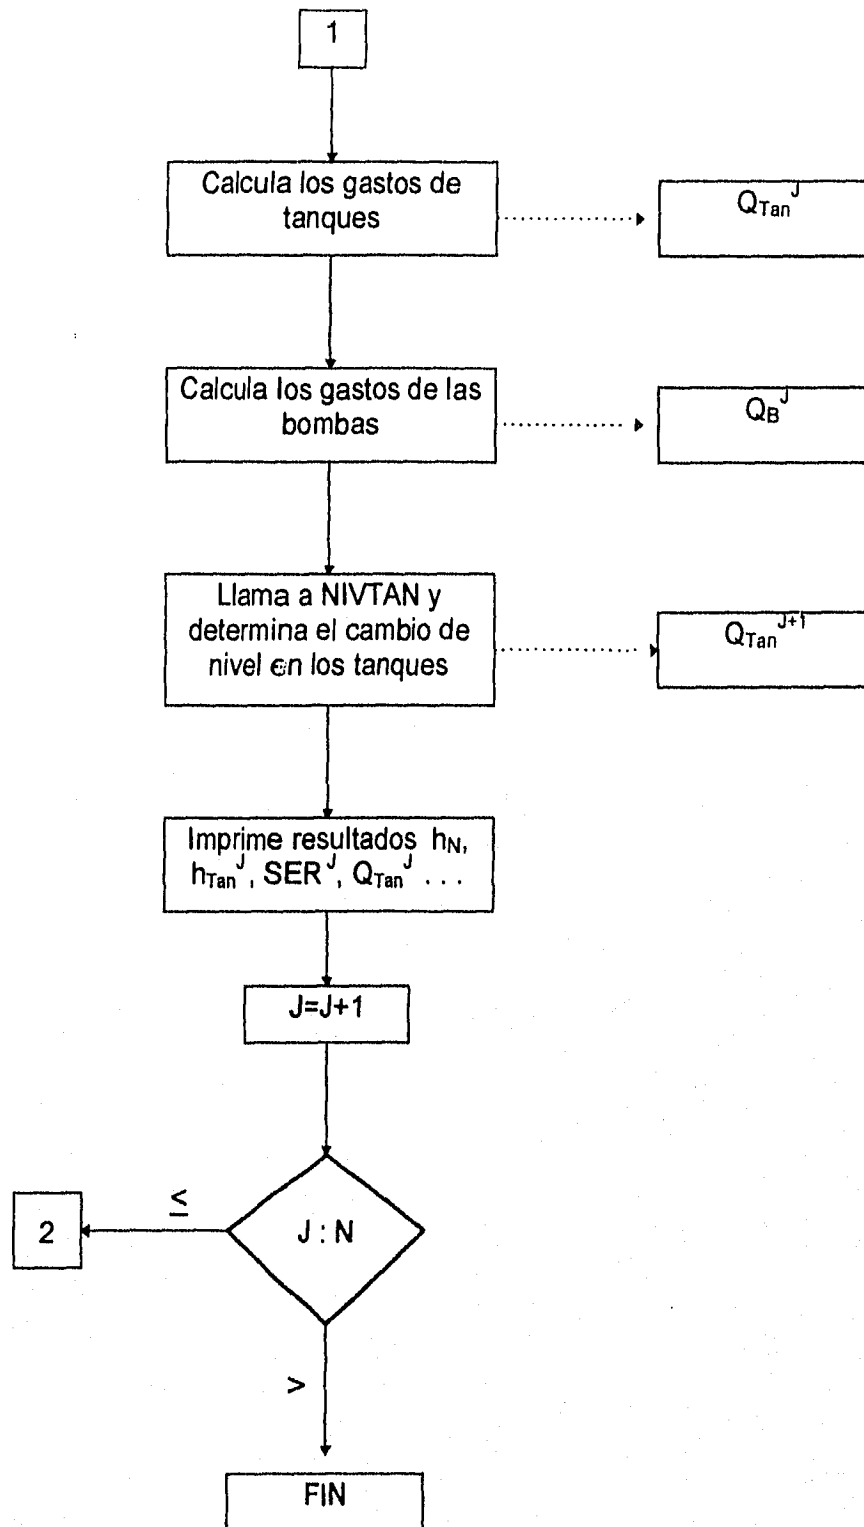 1
Calcula los gastos de
tanques
Q_Tan^J
Calcula los gastos de las
bombas
Q_B^J
Llama a NIVTAN y
determina el cambio de
nivel en los tanques
Q_Tan^J+1
Imprime resultados h_N,
h_Tan^J, SER^J, Q_Tan^J ...
J=J+1
≤
2
J : N
>
FIN